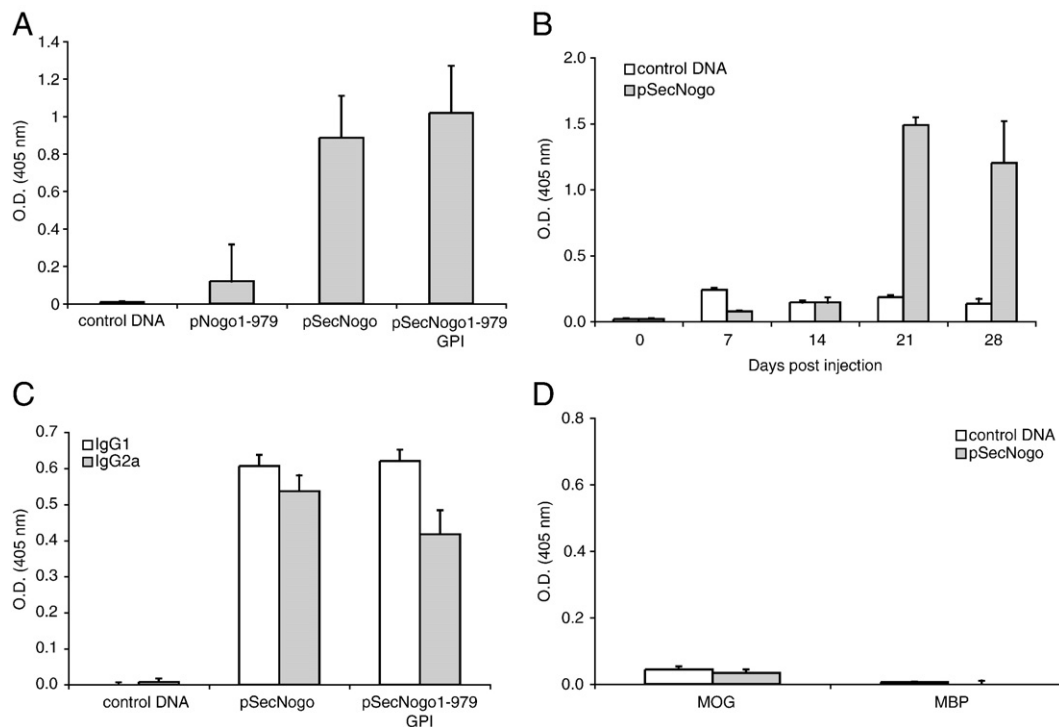 A
O.D. (405 nm)
1.4
1.2
1
0.8
0.6
0.4
0.2
0
control DNA
pNogo1-979
pSecNogo
pSecNogo1-979
GPI
B
control DNA
pSecNogo
O.D. (405 nm)
2.0
1.5
1.0
0.5
0.0
0
7
14
21
28
Days post injection
C
IgG1
IgG2a
O.D. (405 nm)
0.7
0.6
0.5
0.4
0.3
0.2
0.1
0.0
control DNA
pSecNogo
pSecNogo1-979
GPI
D
control DNA
pSecNogo
O.D. (405 nm)
0.8
0.6
0.4
0.2
0.0
MOG
MBP